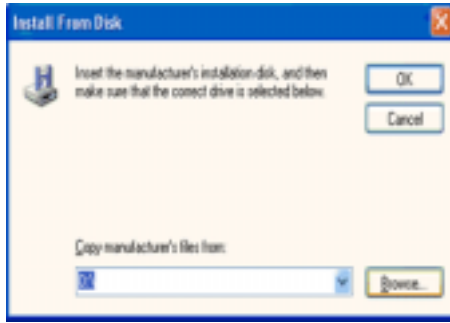 Install From Disk
Insert the manufacturer's installation disk, and then
make sure that the correct drive is selected below.
OK
Cancel
Copy manufacturer's files from:
Browse...